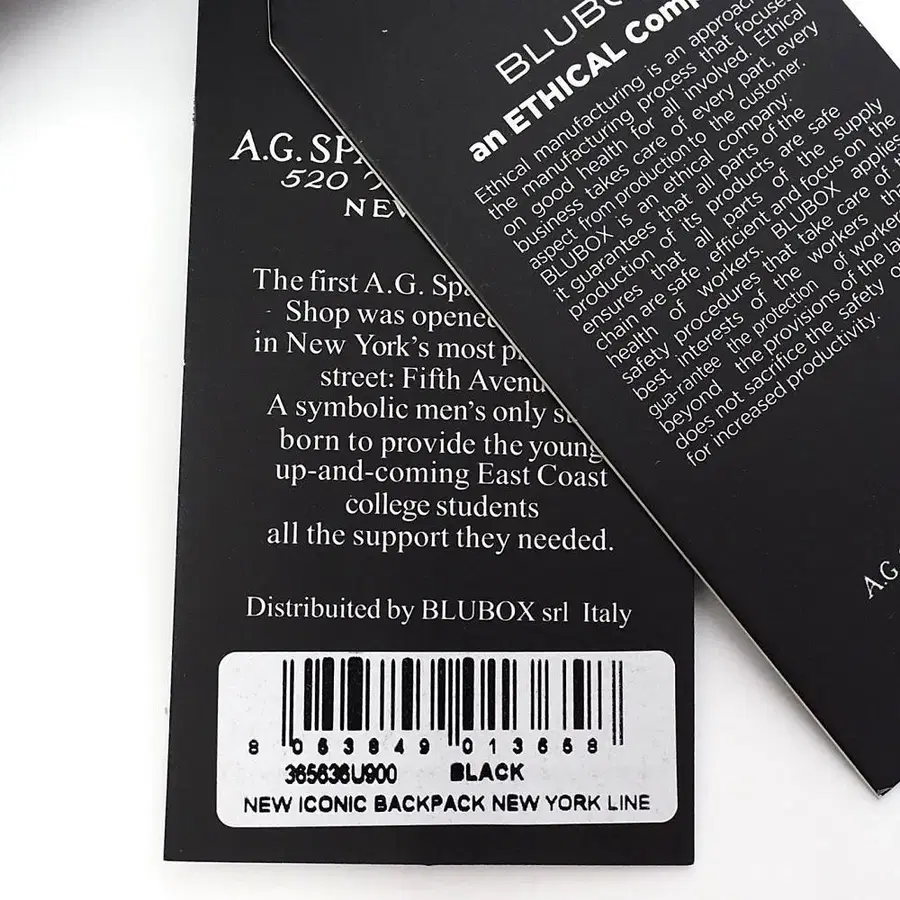 A.G. SPA
520
NEW
The first A.G. Spa
Shop was opened
in New York's most p
street: Fifth Avenu
A symbolic men's only st
born to provide the young
up-and-coming East Coast
college students
all the support they needed.
Distribuited by BLUBOX srl Italy
8 053849 013658
365636U900 BLACK
NEW ICONIC BACKPACK NEW YORK LINE
BLUBO
an ETHICAL Comp
Ethical manufacturing is an approach
the manufacturing process that focuses
on good health for all involved. Ethical
business takes care of every part, every
aspect from production to the customer.
BLUBOX is an ethical company:
it guarantees that all parts of the
production of its products are safe
ensures that all parts of the supply
chain are safe ,efficient and focus on the
health of workers. BLUBOX applies
safety procedures that take care of t
best interests of the workers tha
gua-rantee the protection of worker
beyond the provisions of the la
does not sacrifice the safety o
for increased productivity.
A.G